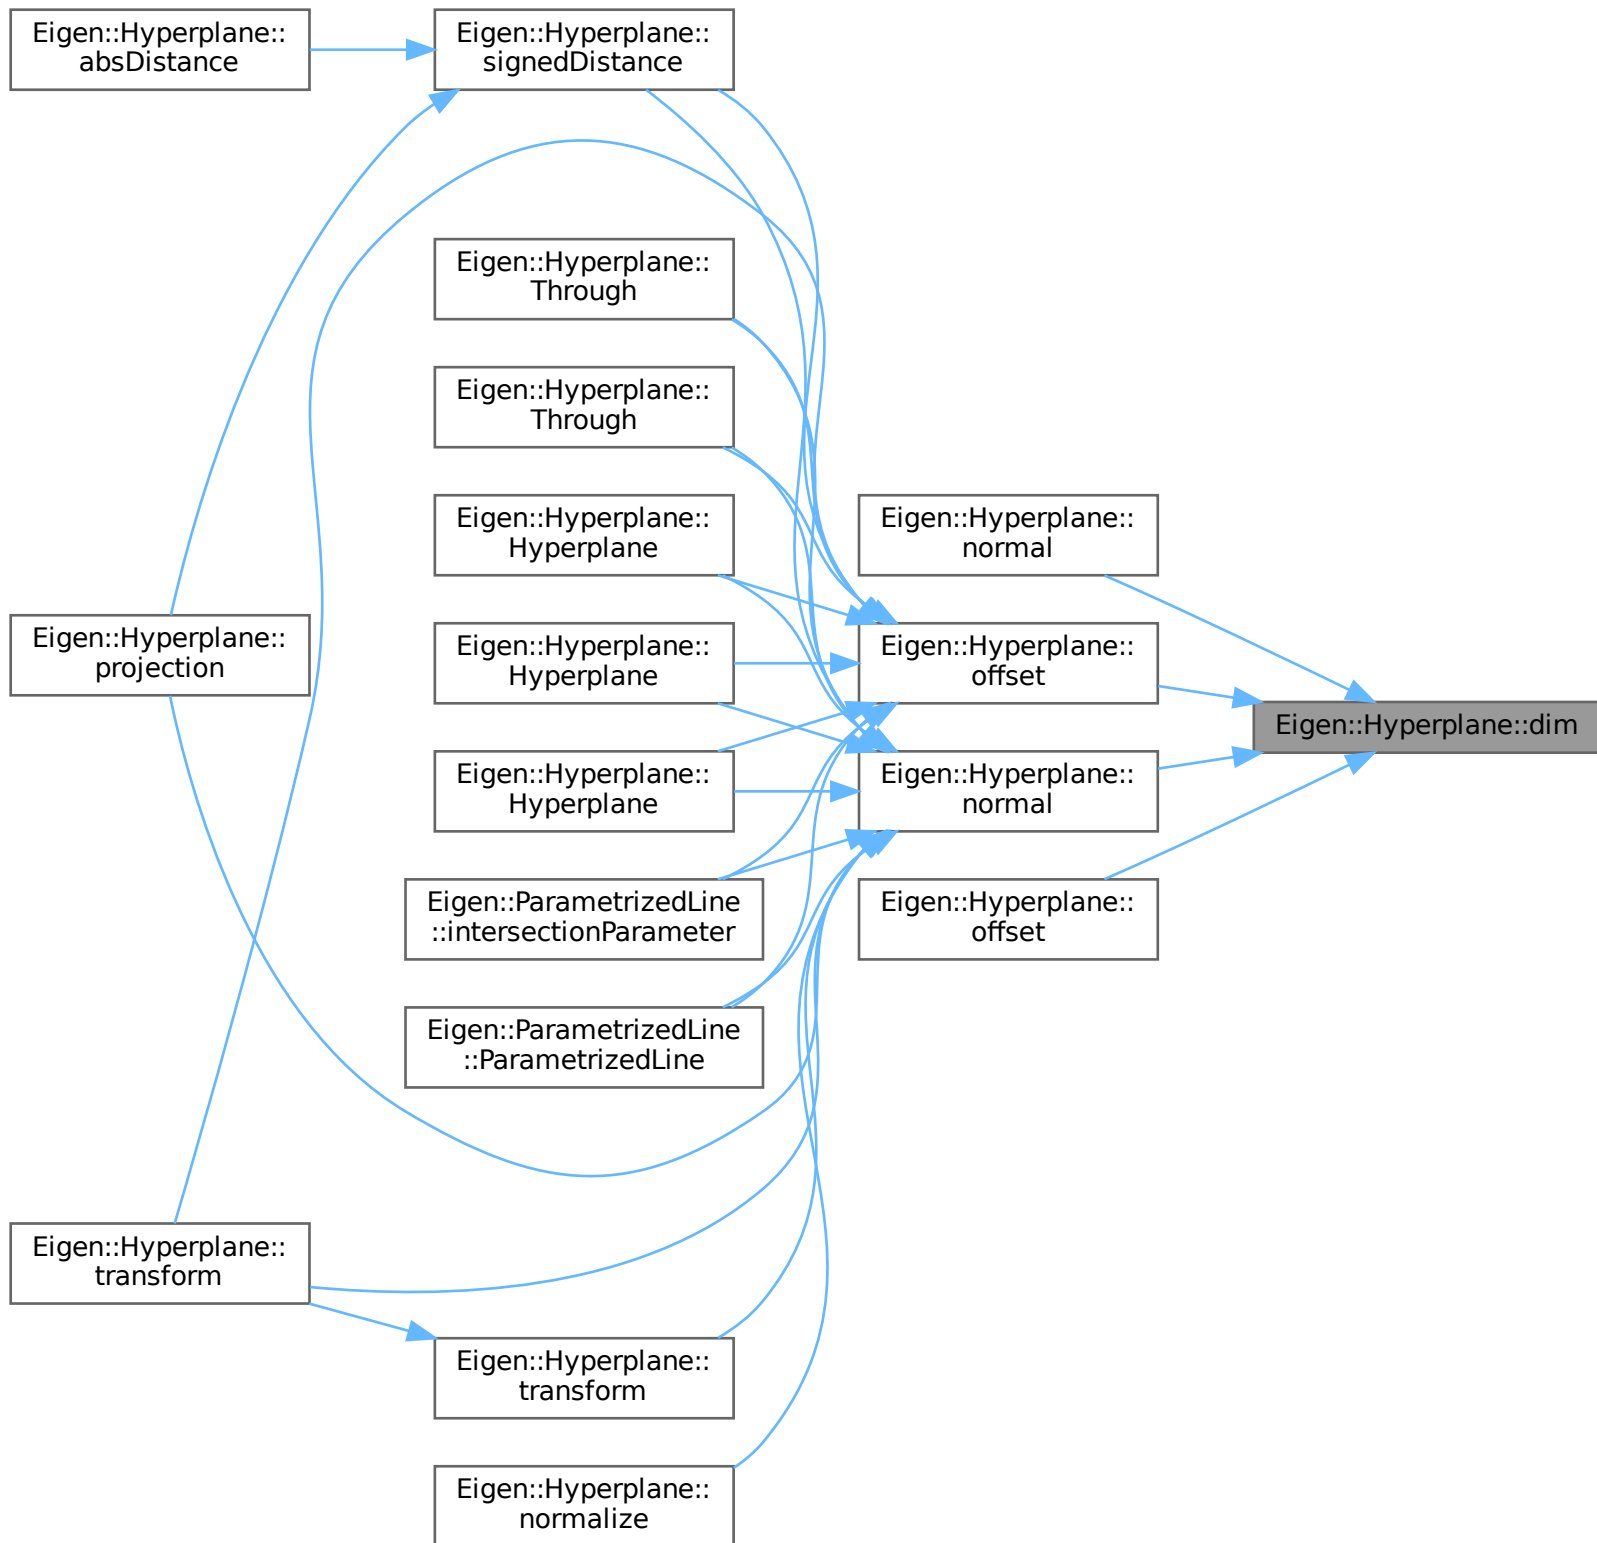 Eigen::Hyperplane::
absDistance
Eigen::Hyperplane::
signedDistance
Eigen::Hyperplane::
Through
Eigen::Hyperplane::
Through
Eigen::Hyperplane::
Hyperplane
Eigen::Hyperplane::
normal
Eigen::Hyperplane::
projection
Eigen::Hyperplane::
Hyperplane
Eigen::Hyperplane::
offset
Eigen::Hyperplane::dim
Eigen::Hyperplane::
Hyperplane
Eigen::Hyperplane::
normal
Eigen::ParametrizedLine
::intersectionParameter
Eigen::Hyperplane::
offset
Eigen::ParametrizedLine
::ParametrizedLine
Eigen::Hyperplane::
transform
Eigen::Hyperplane::
transform
Eigen::Hyperplane::
normalize